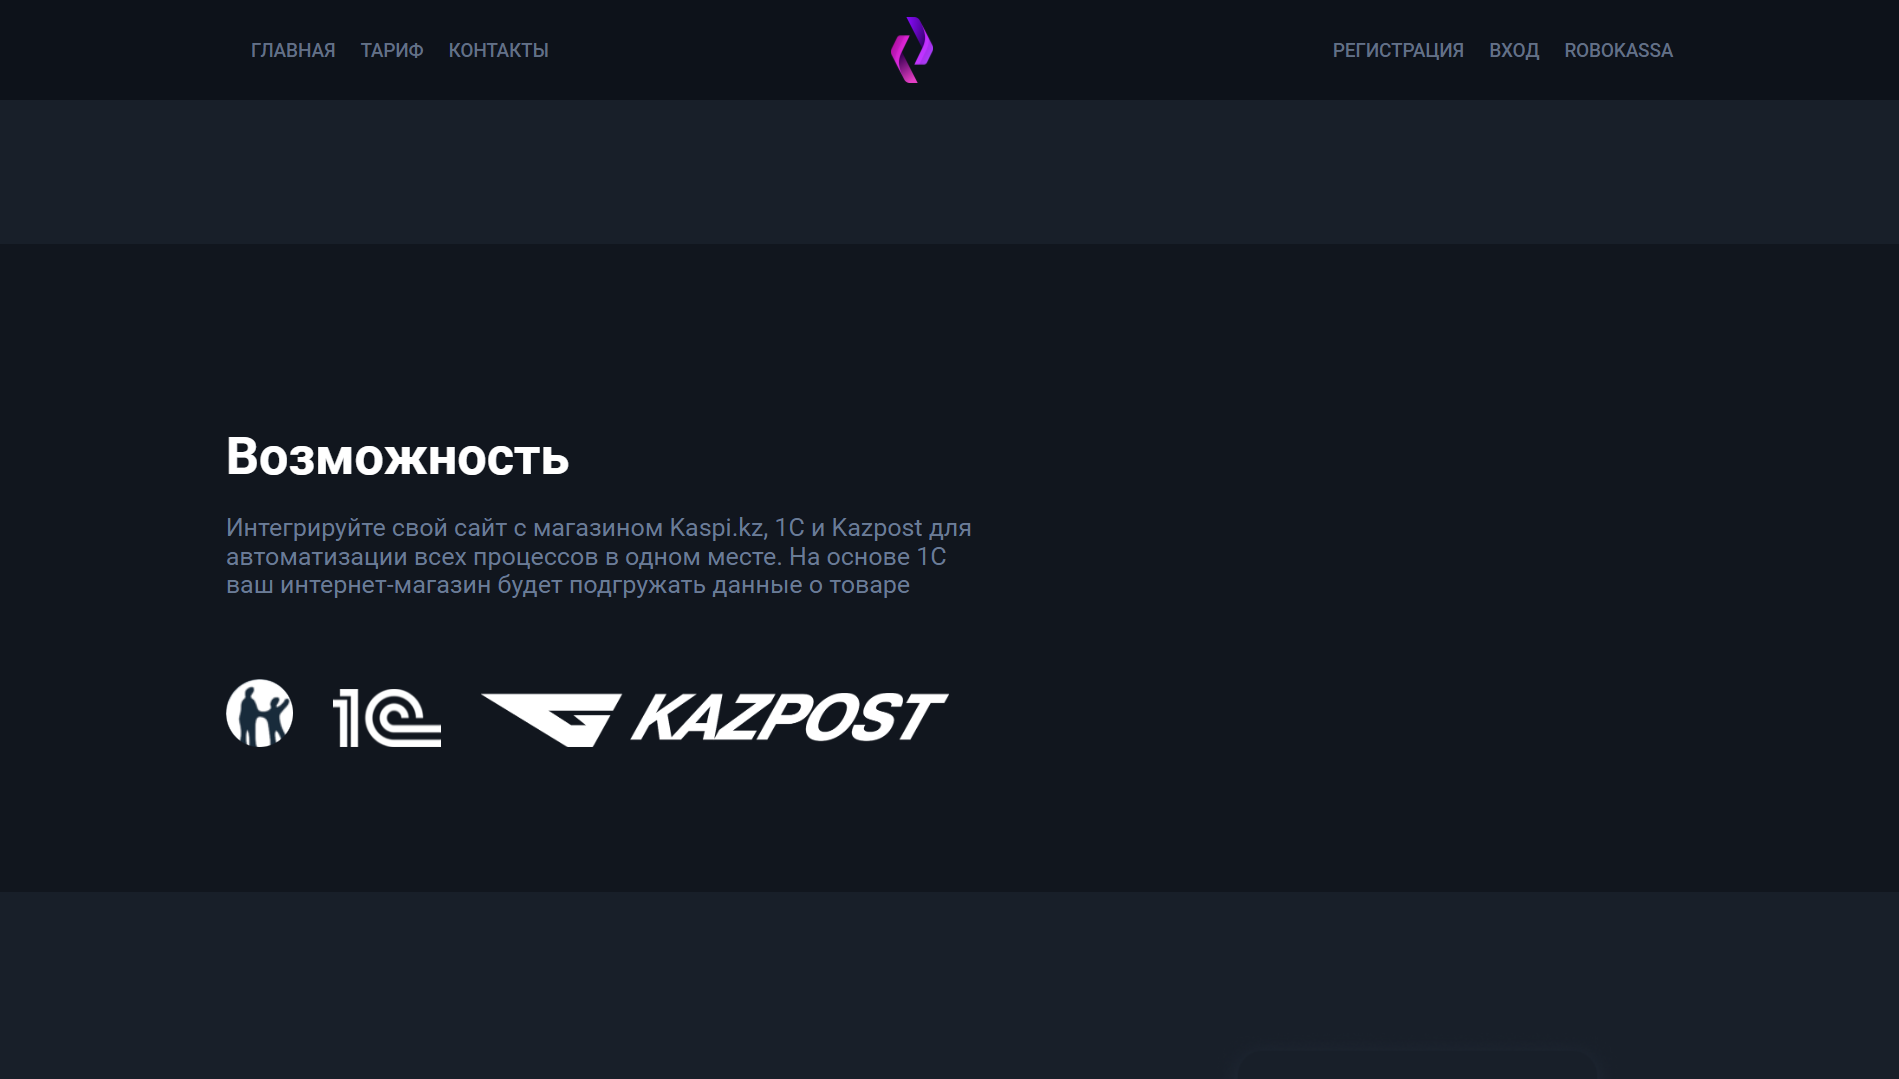 ГЛАВНАЯ ТАРИФ КОНТАКТЫ РЕГИСТРАЦИЯ ВХОД ROBOKASSA
Возможность
Интегрируйте свой сайт с магазином Kaspi.kz, 1С и Kazpost для
автоматизации всех процессов в одном месте. На основе 1С
ваш интернет-магазин будет подгружать данные о товаре
1С KAZPOST